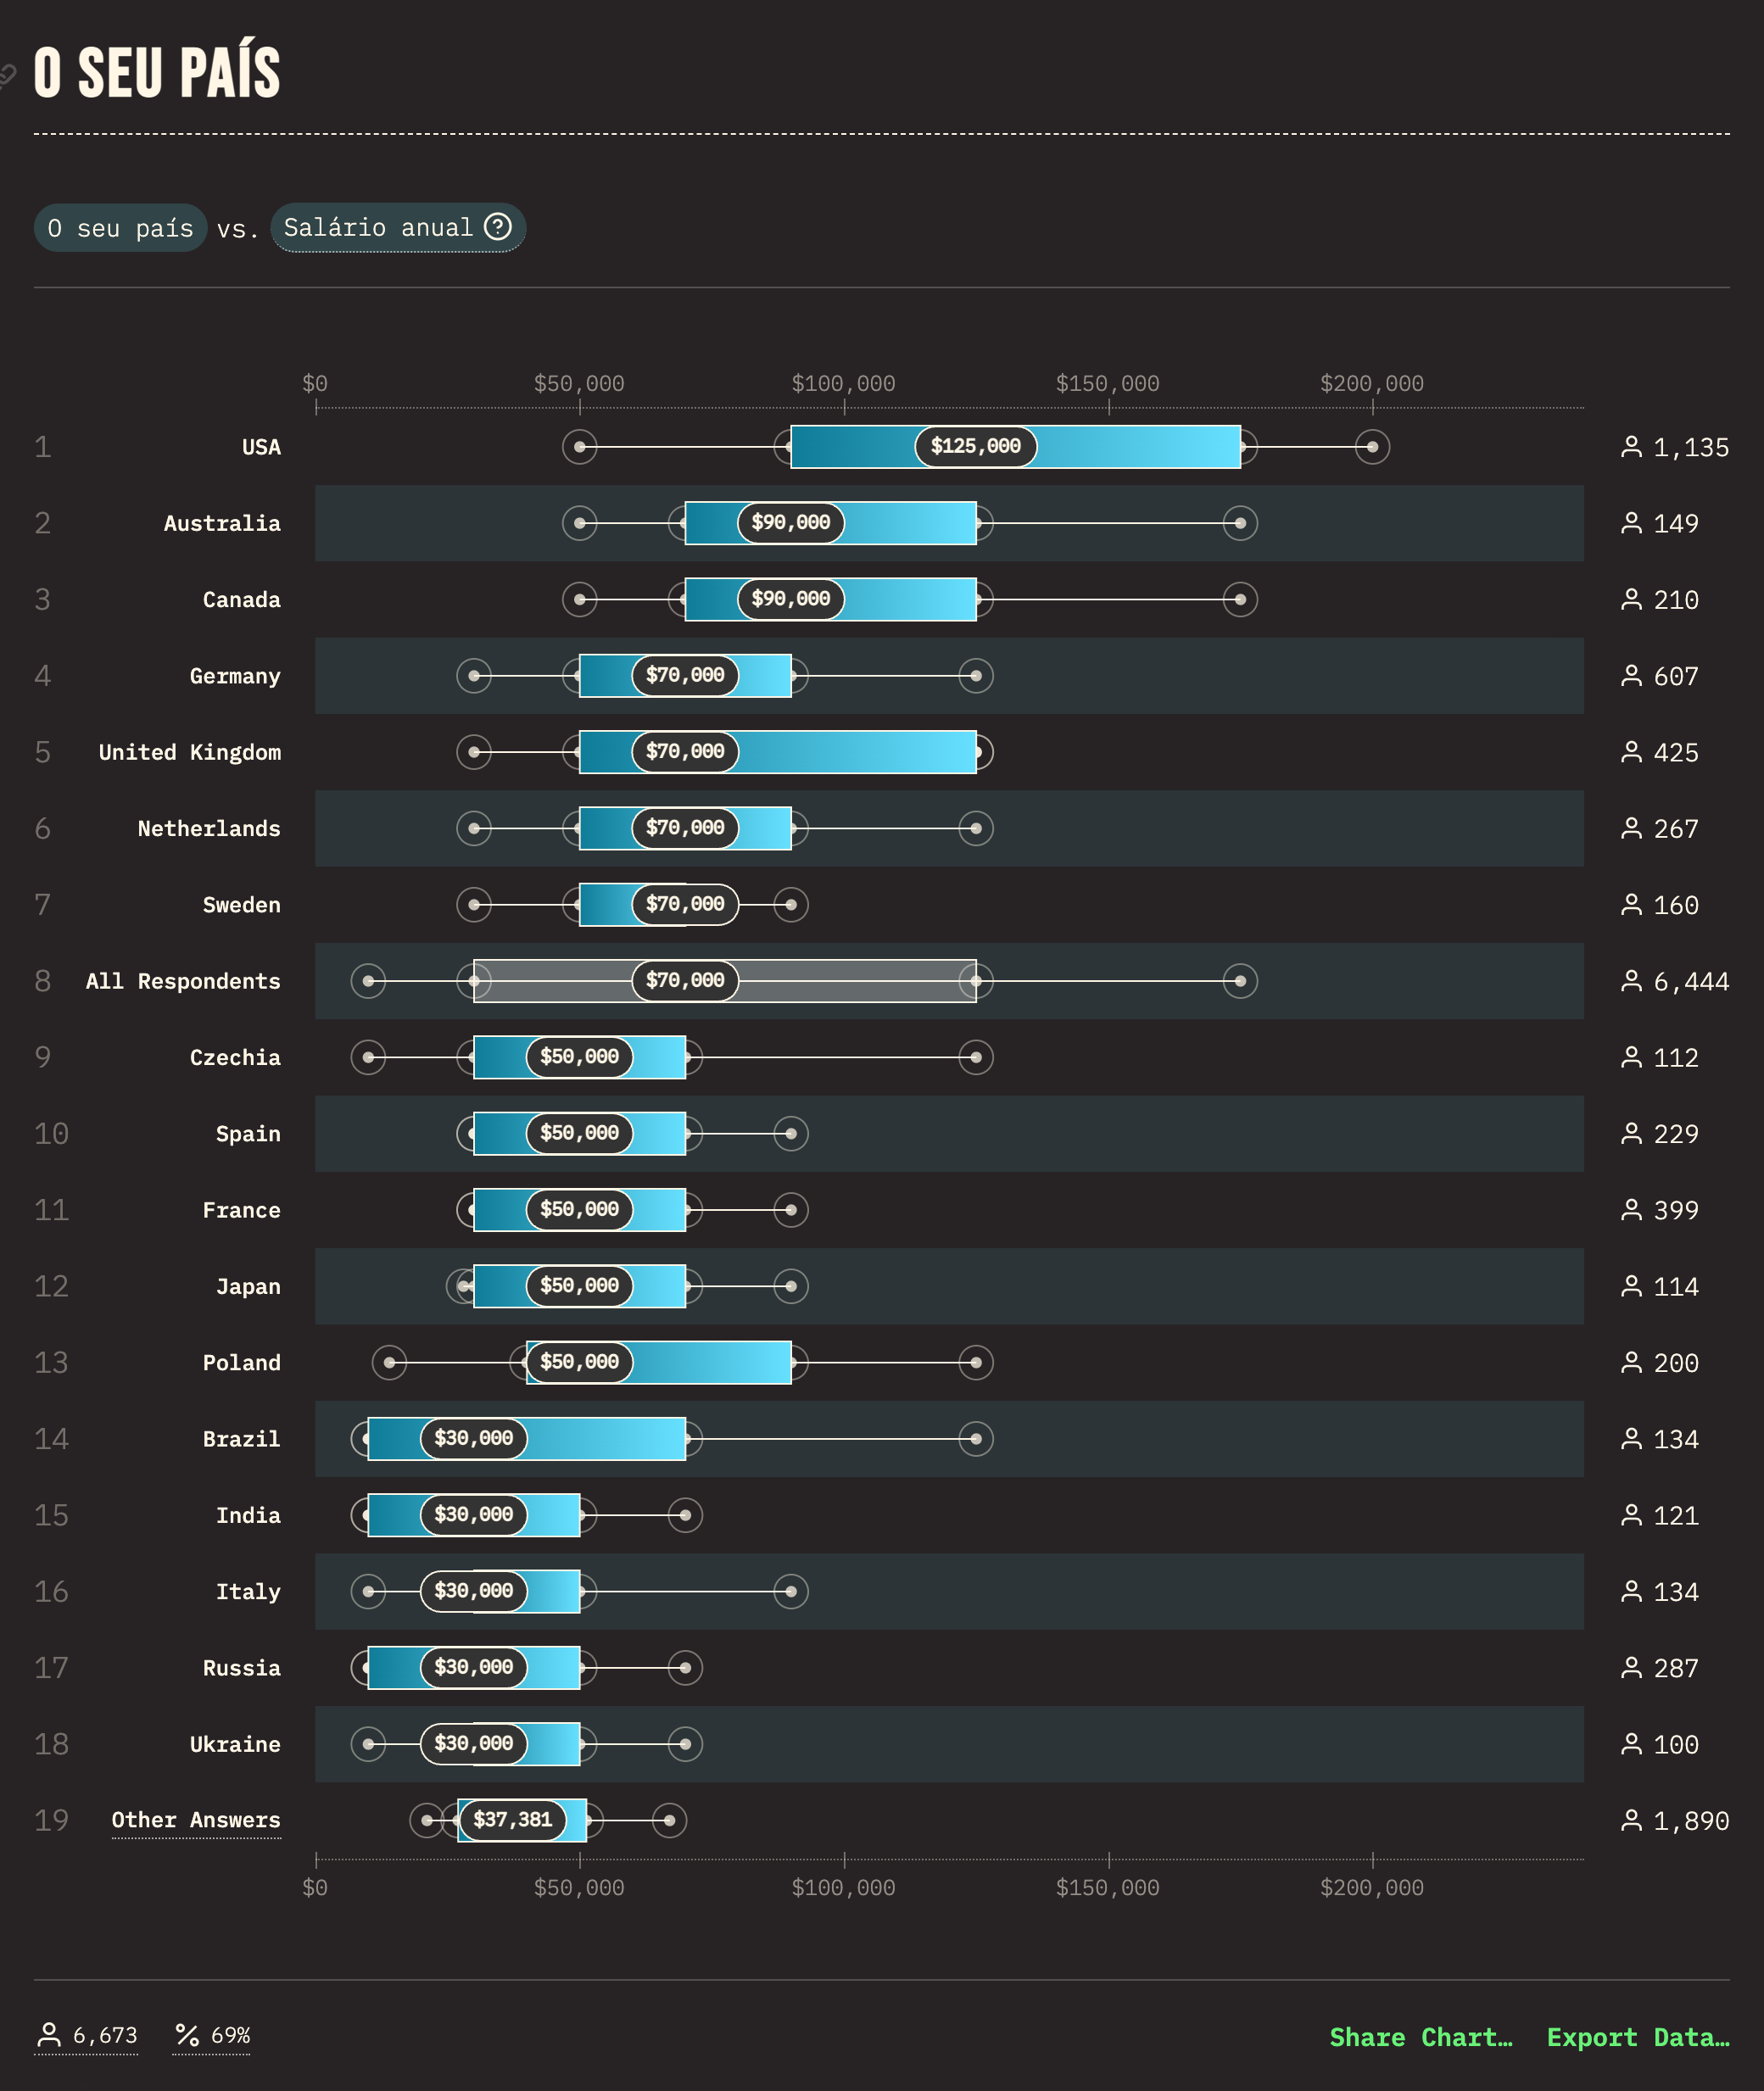 O SEU PAÍS
O seu país vs. Salário anual ?
$0 $50,000 $100,000 $150,000 $200,000
1 USA $125,000 1,135
2 Australia $90,000 149
3 Canada $90,000 210
4 Germany $70,000 607
5 United Kingdom $70,000 425
6 Netherlands $70,000 267
7 Sweden $70,000 160
8 All Respondents $70,000 6,444
9 Czechia $50,000 112
10 Spain $50,000 229
11 France $50,000 399
12 Japan $50,000 114
13 Poland $50,000 200
14 Brazil $30,000 134
15 India $30,000 121
16 Italy $30,000 134
17 Russia $30,000 287
18 Ukraine $30,000 100
19 Other Answers $37,381 1,890
$0 $50,000 $100,000 $150,000 $200,000
6,673 % 69% Share Chart… Export Data…